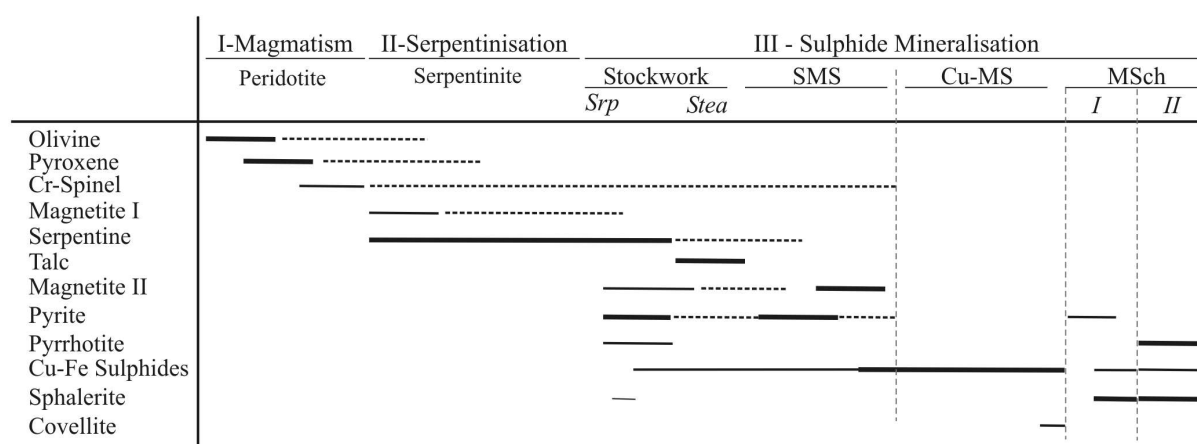 I-Magmatism II-Serpentinisation III - Sulphide Mineralisation
Peridotite Serpentinite Stockwork SMS Cu-MS MSch
Srp Stea I II
Olivine
Pyroxene
Cr-Spinel
Magnetite I
Serpentine
Talc
Magnetite II
Pyrite
Pyrrhotite
Cu-Fe Sulphides
Sphalerite
Covellite